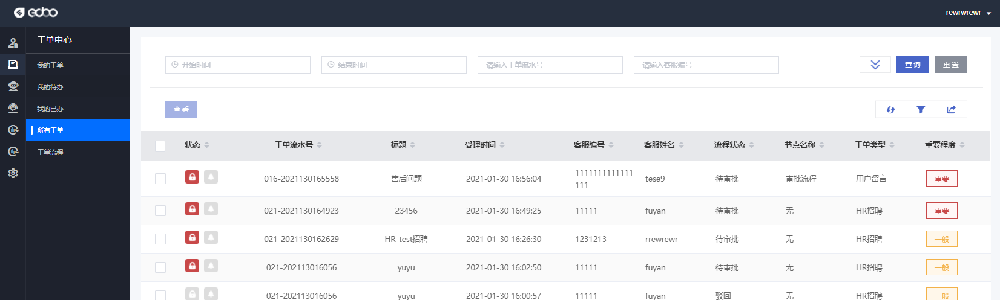 edbo
rewrwrewr
工单中心
我的工单
我的待办
我的已办
所有工单
工单流程
开始时间
结束时间
请输入工单流水号
请输入客服编号
查询
重置
查看
状态 工单流水号 标题 受理时间 客服编号 客服姓名 流程状态 节点名称 工单类型 重要程度
016-2021130165558 售后问题 2021-01-30 16:56:04 1111111111111 tese9 待审批 审批流程 用户留言 重要
111
021-2021130164923 23456 2021-01-30 16:49:25 11111 fuyan 待审批 无 HR招聘 重要
021-2021130162629 HR-test招聘 2021-01-30 16:26:30 1231213 rrewrewr 待审批 无 HR招聘 一般
021-202113016056 yuyu 2021-01-30 16:02:50 11111 fuyan 待审批 无 HR招聘 一般
021-202113016056 yuyu 2021-01-30 16:00:57 11111 fuyan 驳回 无 HR招聘 一般